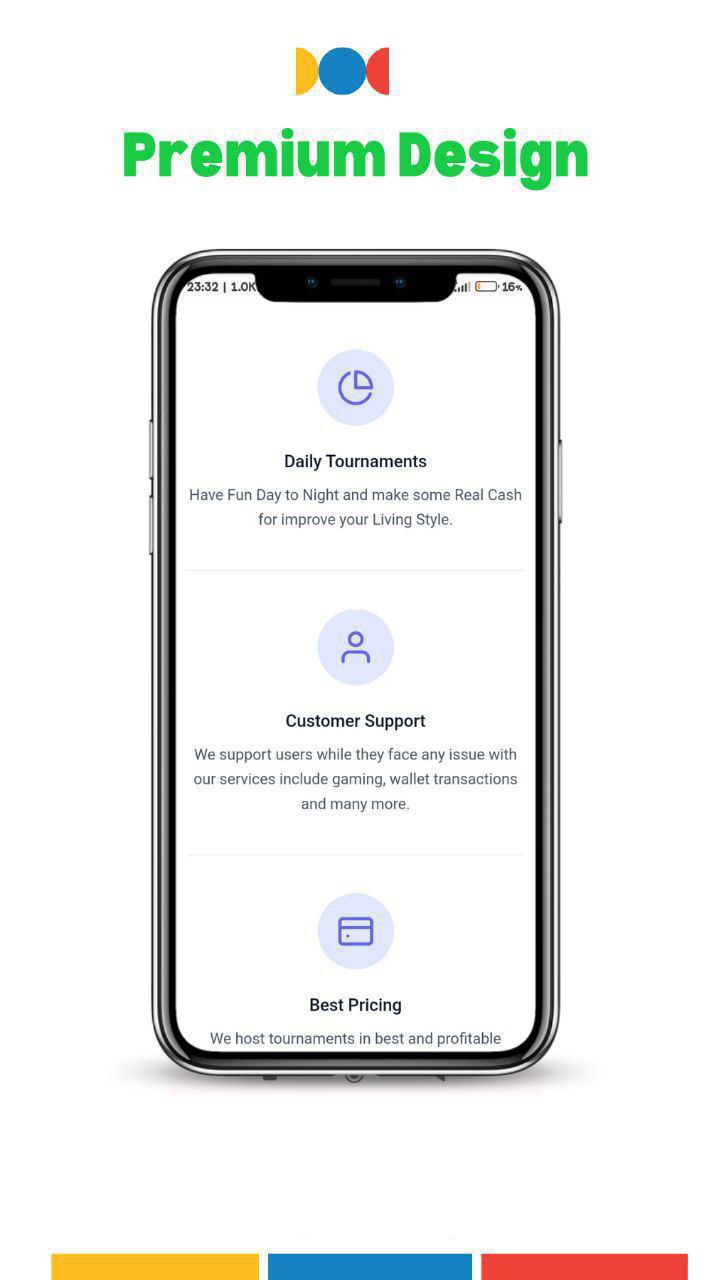 Premium Design
23:32 | 1.0K
16%
Daily Tournaments
Have Fun Day to Night and make some Real Cash
for improve your Living Style.
Customer Support
We support users while they face any issue with
our services include gaming, wallet transactions
and many more.
Best Pricing
We host tournaments in best and profitable